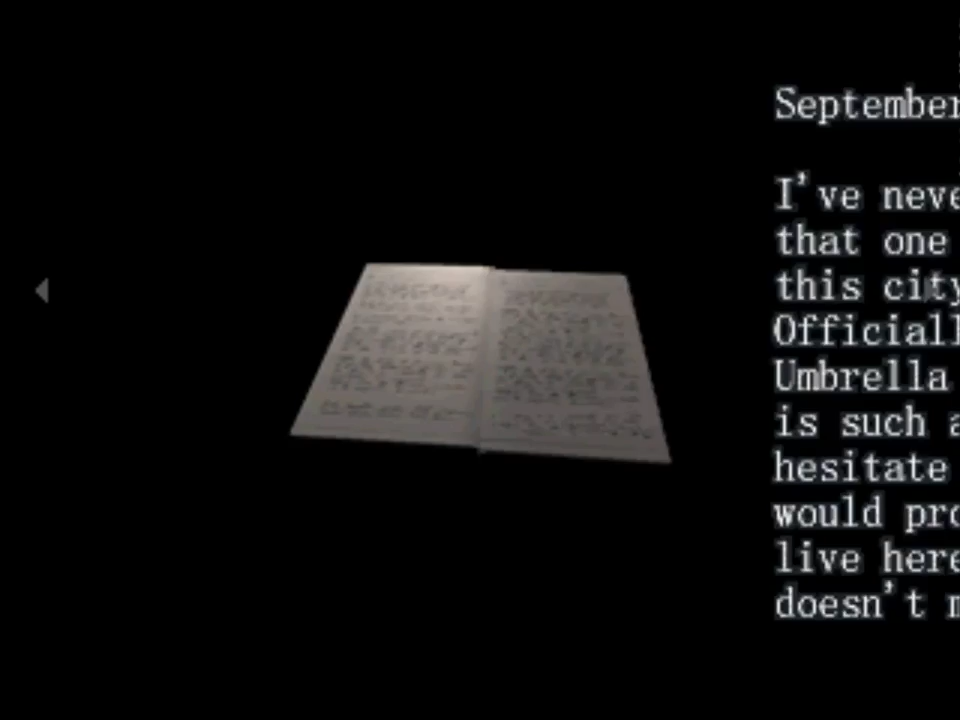 September
I've neve
that one
this city
Officiall
Umbrella
is such a
hesitate
would pro
live here
doesn't m